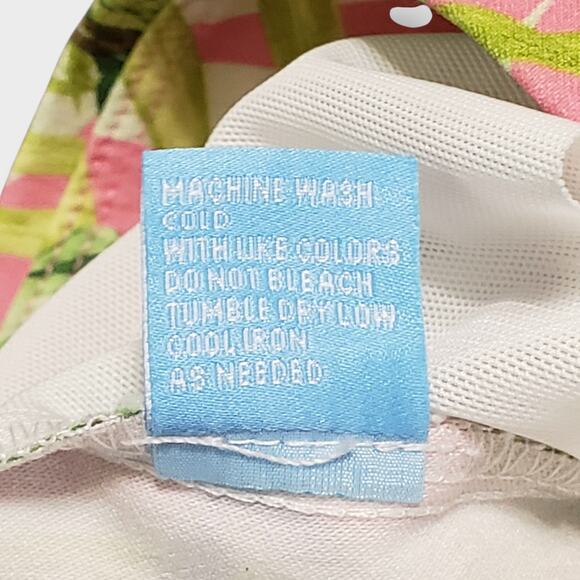 MACHINE WASH
COLD
WITH LIKE COLORS
DO NOT BLEACH
TUMBLE DRY LOW
COOL IRON
AS NEEDED